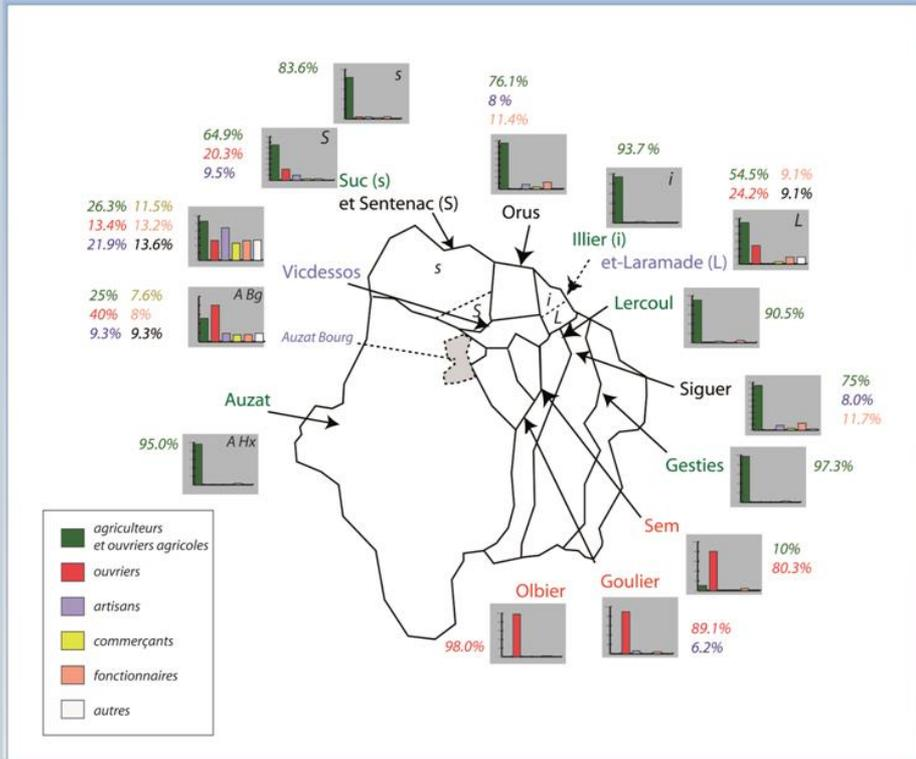 83.6%
s
76.1%
8 %
11.4%
64.9%
20.3%
9.5%
S
93.7 %
i
54.5% 9.1%
24.2% 9.1%
L
Suc (s)
et Sentenac (S)
Orus
26.3% 11.5%
13.4% 13.2%
21.9% 13.6%
Illier (i)
et-Laramade (L)
s
Vicdessos
i
S
L
Lercoul
90.5%
25% 7.6%
40% 8%
9.3% 9.3%
A Bg
Auzat Bourg
Siguer
75%
8.0%
11.7%
Auzat
95.0%
A Hx
Gesties
97.3%
Sem
10%
80.3%
Olbier
98.0%
Goulier
89.1%
6.2%
agriculteurs
et ouvriers agricoles
ouvriers
artisans
commerçants
fonctionnaires
autres